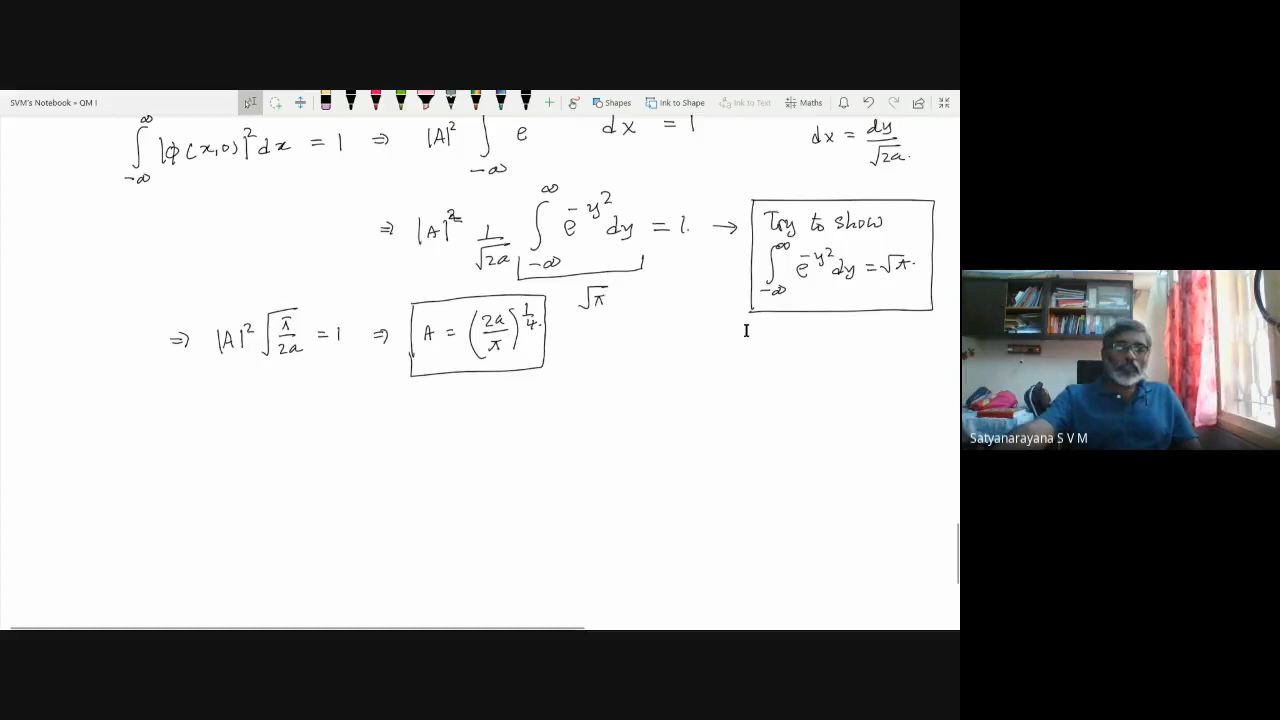 SVM's Notebook » QM I
Shapes Ink to Shape Ink to Text Maths
∫_{-∞}^{∞} |φ(x,0)|² dx = 1 ⇒ |A|² ∫_{-∞} e dx = 1
dx = dy/√2a.
⇒ |A|² 1/√2a ∫_{-∞}^{∞} e^{-y²} dy = 1. →
√π
Try to show
∫_{-∞}^{∞} e^{-y²} dy = √π.
⇒ |A|² √(π/2a) = 1 ⇒ A = (2a/π)^{1/4}.
Satyanarayana S V M